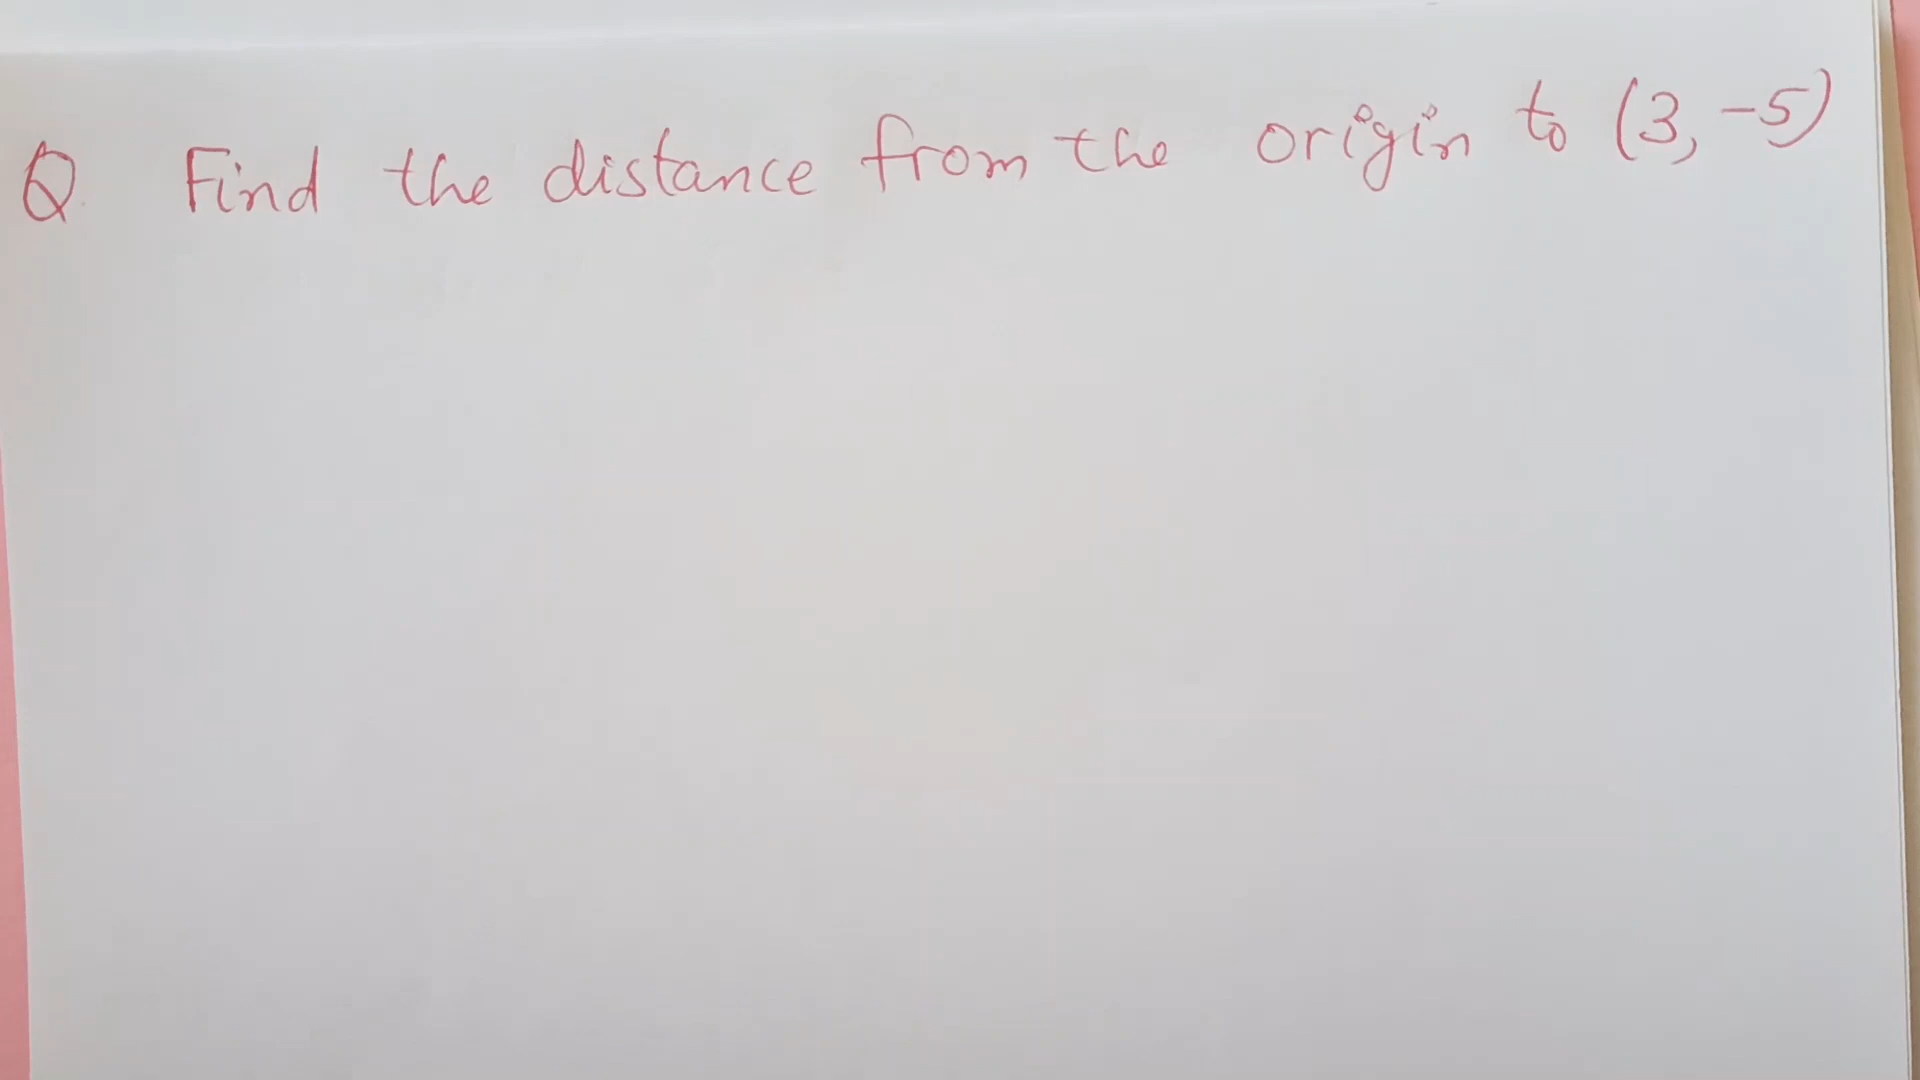 Q Find the distance from the origin to (3, -5)